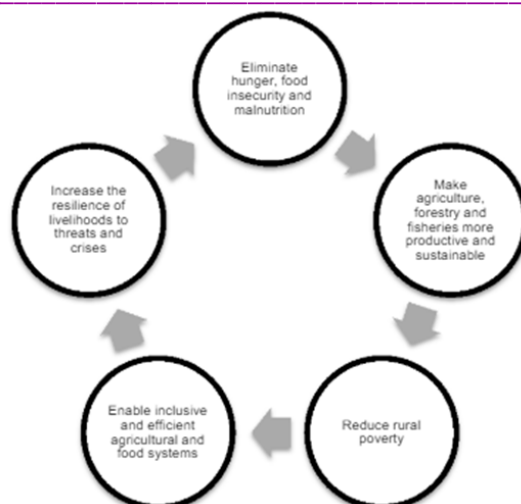 Eliminate
hunger, food
insecurity and
malnutrition
Make
agriculture,
forestry and
fisheries more
productive and
sustainable
Reduce rural
poverty
Enable inclusive
and efficient
agricultural and
food systems
Increase the
resilience of
livelihoods to
threats and
crises